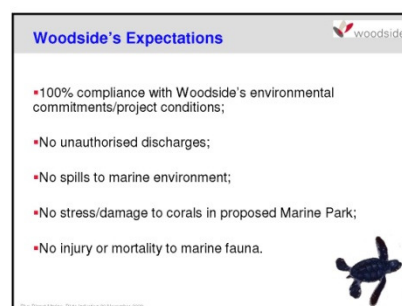 Woodside's Expectations
woodside
▪100% compliance with Woodside's environmental
commitments/project conditions;
▪No unauthorised discharges;
▪No spills to marine environment;
▪No stress/damage to corals in proposed Marine Park;
▪No injury or mortality to marine fauna.